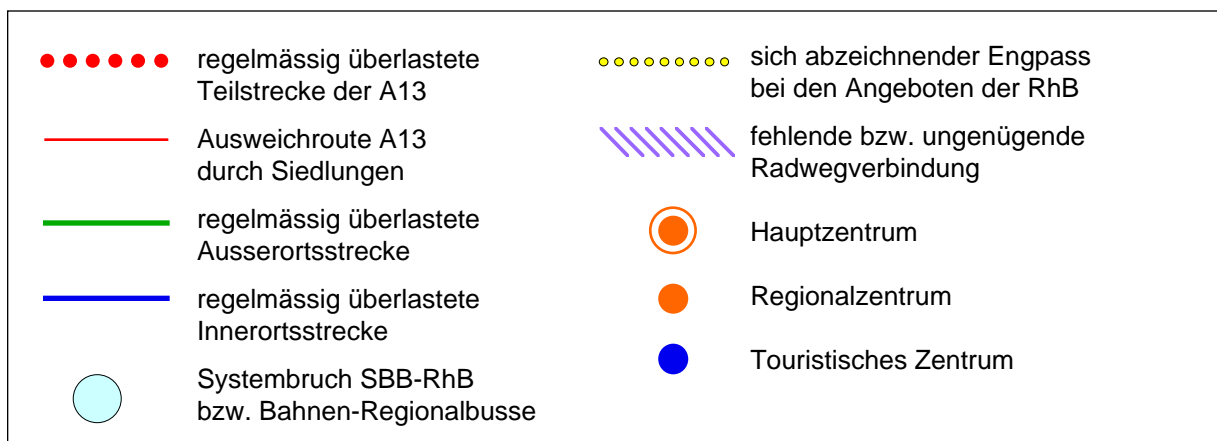 regelmässig überlastete
Teilstrecke der A13
Ausweichroute A13
durch Siedlungen
regelmässig überlastete
Ausserortsstrecke
regelmässig überlastete
Innerortsstrecke
Systembruch SBB-RhB
bzw. Bahnen-Regionalbusse
sich abzeichnender Engpass
bei den Angeboten der RhB
fehlende bzw. ungenügende
Radwegverbindung
Hauptzentrum
Regionalzentrum
Touristisches Zentrum